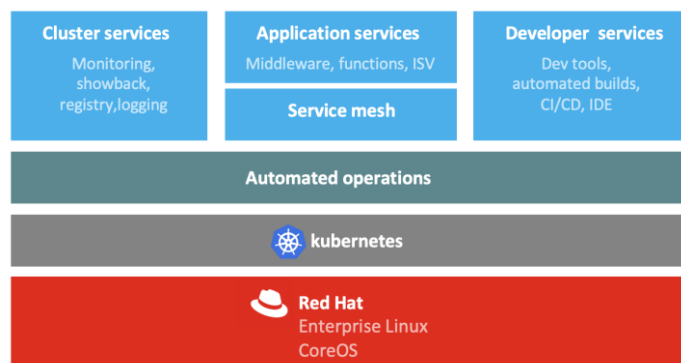 Cluster services
Monitoring,
showback,
registry,logging
Application services
Middleware, functions, ISV
Service mesh
Developer services
Dev tools,
automated builds,
CI/CD, IDE
Automated operations
kubernetes
Red Hat
Enterprise Linux
CoreOS